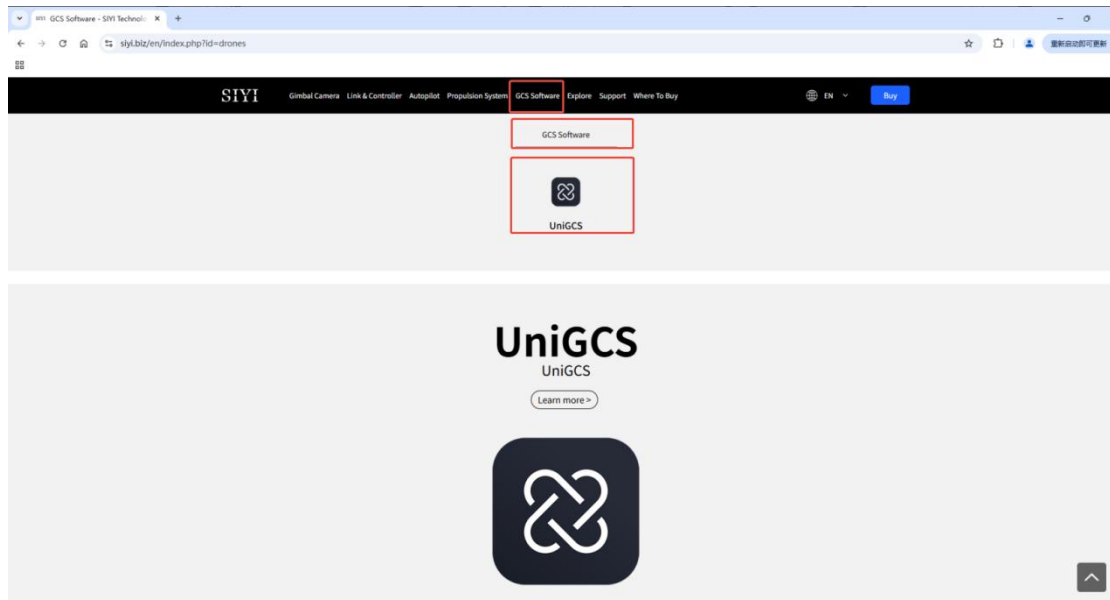 SIYI GCS Software - SIYI Technolo
siyi.biz/en/index.php?id=drones
重新启动即可更新
SIYI Gimbal Camera Link & Controller Autopilot Propulsion System GCS Software Explore Support Where To Buy EN Buy
GCS Software
UniGCS
UniGCS
UniGCS
Learn more >